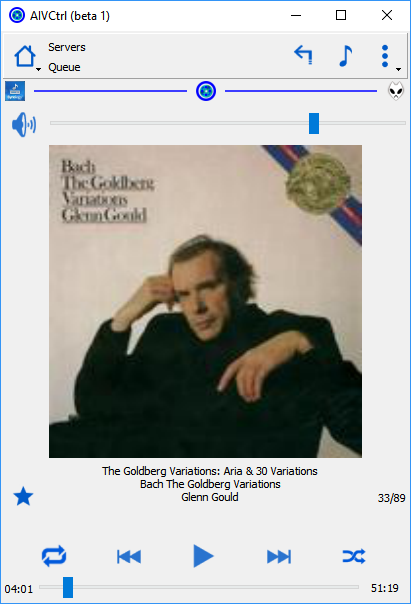 AIVCtrl (beta 1)
Servers
Queue
Bach
The Goldberg
Variations
Glenn Gould
The Goldberg Variations: Aria & 30 Variations
Bach The Goldberg Variations
Glenn Gould
33/89
04:01
51:19